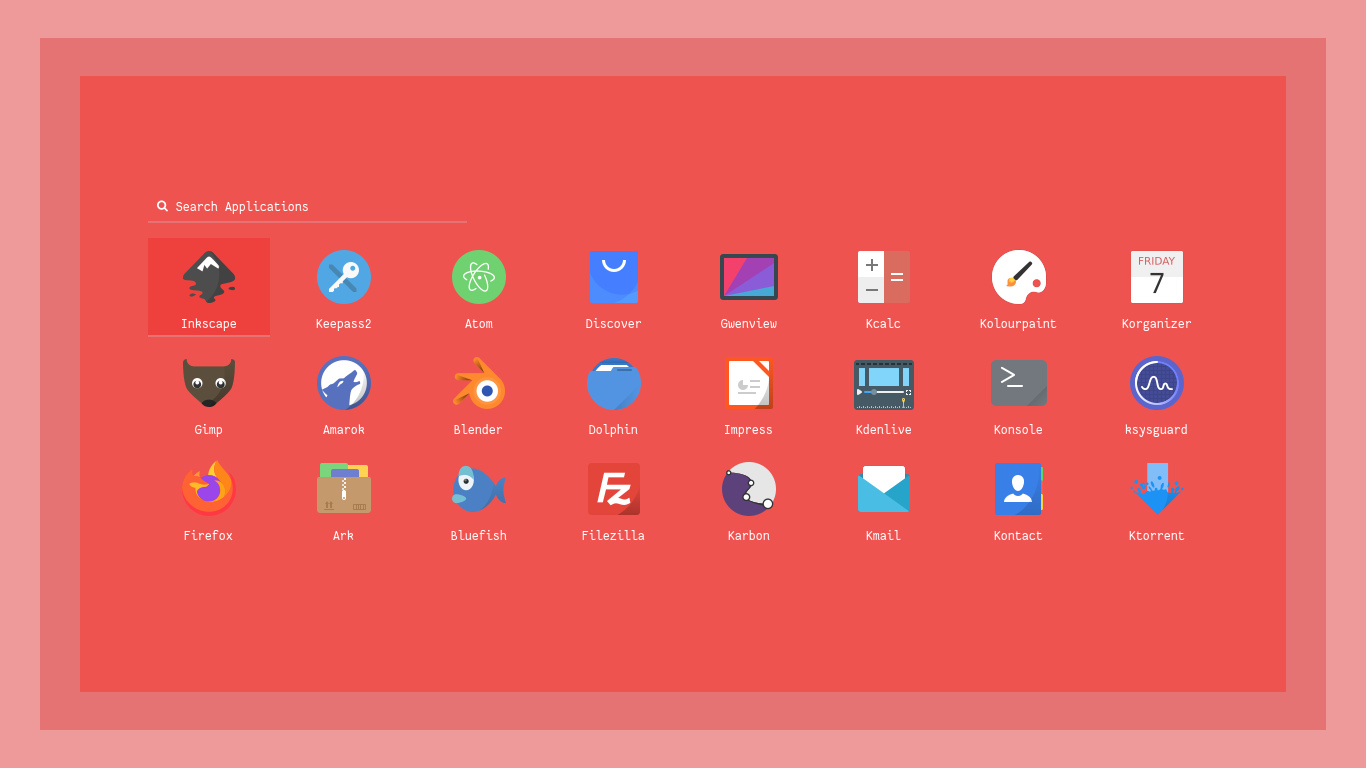 Search Applications
Inkscape Keepass2 Atom Discover Gwenview Kcalc Kolourpaint Korganizer
FRIDAY
7
Gimp Amarok Blender Dolphin Impress Kdenlive Konsole ksysguard
Fz
Firefox Ark Bluefish Filezilla Karbon Kmail Kontact Ktorrent